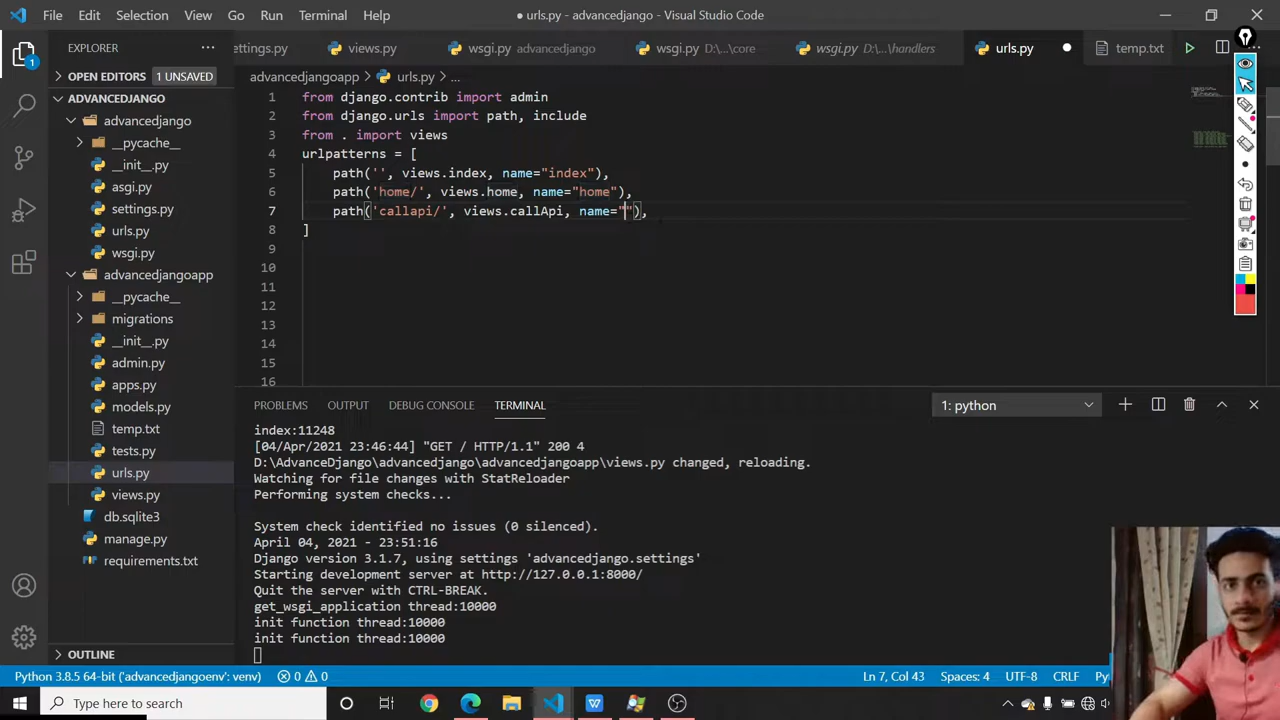 File Edit Selection View Go Run Terminal Help
● urls.py - advancedjango - Visual Studio Code
EXPLORER
OPEN EDITORS 1 UNSAVED
ADVANCEDJANGO
advancedjango
__pycache__
__init__.py
asgi.py
settings.py
urls.py
wsgi.py
advancedjangoapp
__pycache__
migrations
__init__.py
admin.py
apps.py
models.py
temp.txt
tests.py
urls.py
views.py
db.sqlite3
manage.py
requirements.txt
OUTLINE
1
ettings.py views.py wsgi.py advancedjango wsgi.py D:\...\core wsgi.py D:\...\handlers urls.py temp.txt
advancedjangoapp > urls.py > ...
1 from django.contrib import admin
2 from django.urls import path, include
3 from . import views
4 urlpatterns = [
5 path('', views.index, name="index"),
6 path('home/', views.home, name="home"),
7 path('callapi/', views.callApi, name=""),
8 ]
9
10
11
12
13
14
15
16
PROBLEMS OUTPUT DEBUG CONSOLE TERMINAL 1: python
index:11248
[04/Apr/2021 23:46:44] "GET / HTTP/1.1" 200 4
D:\AdvanceDjango\advancedjango\advancedjangoapp\views.py changed, reloading.
Watching for file changes with StatReloader
Performing system checks...
System check identified no issues (0 silenced).
April 04, 2021 - 23:51:16
Django version 3.1.7, using settings 'advancedjango.settings'
Starting development server at http://127.0.0.1:8000/
Quit the server with CTRL-BREAK.
get_wsgi_application thread:10000
init function thread:10000
init function thread:10000
Python 3.8.5 64-bit ('advancedjangoenv': venv) 0 0 Ln 7, Col 43 Spaces: 4 UTF-8 CRLF Py
Type here to search